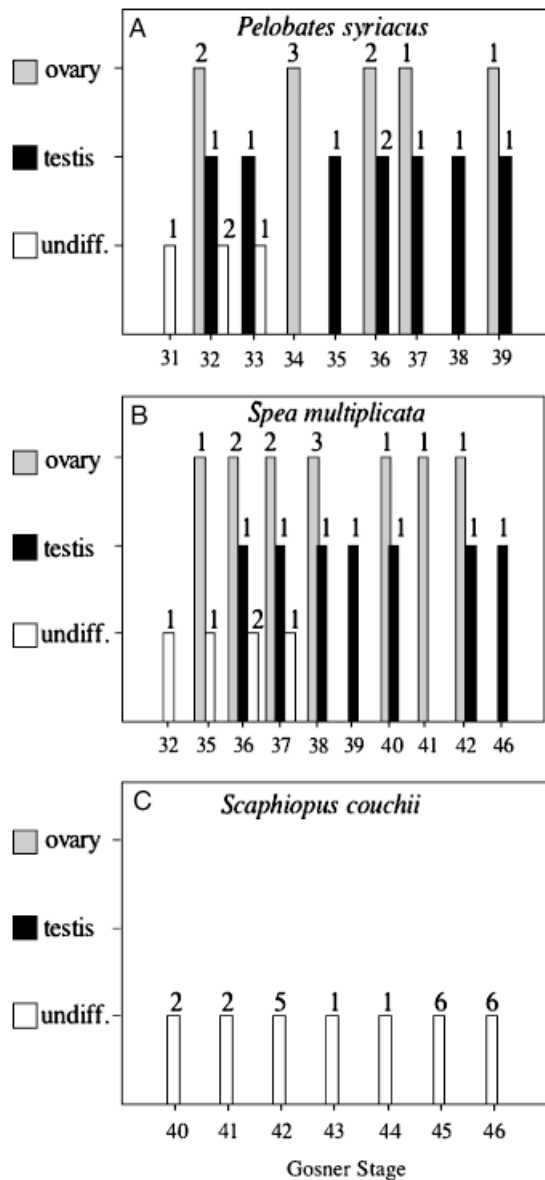 A
Pelobates syriacus
2 3 2 1 1
ovary
1 1 1 2 1 1 1
testis
1 2 1
undiff.
31 32 33 34 35 36 37 38 39
B
Spea multiplicata
1 2 2 3 1 1 1
ovary
1 1 1 1 1 1 1
testis
1 1 2 1
undiff.
32 35 36 37 38 39 40 41 42 46
C
Scaphiopus couchii
ovary
testis
2 2 5 1 1 6 6
undiff.
40 41 42 43 44 45 46
Gosner Stage